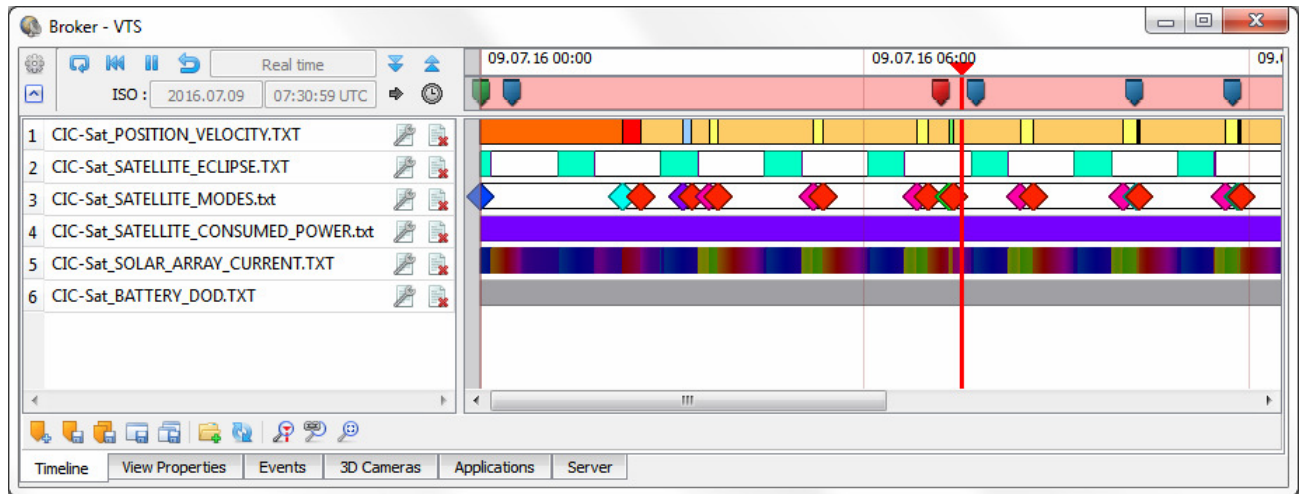 Broker - VTS
Real time
ISO : 2016.07.09 07:30:59 UTC
09.07.16 00:00 09.07.16 06:00 09.
1 CIC-Sat_POSITION_VELOCITY.TXT
2 CIC-Sat_SATELLITE_ECLIPSE.TXT
3 CIC-Sat_SATELLITE_MODES.txt
4 CIC-Sat_SATELLITE_CONSUMED_POWER.txt
5 CIC-Sat_SOLAR_ARRAY_CURRENT.TXT
6 CIC-Sat_BATTERY_DOD.TXT
Timeline View Properties Events 3D Cameras Applications Server